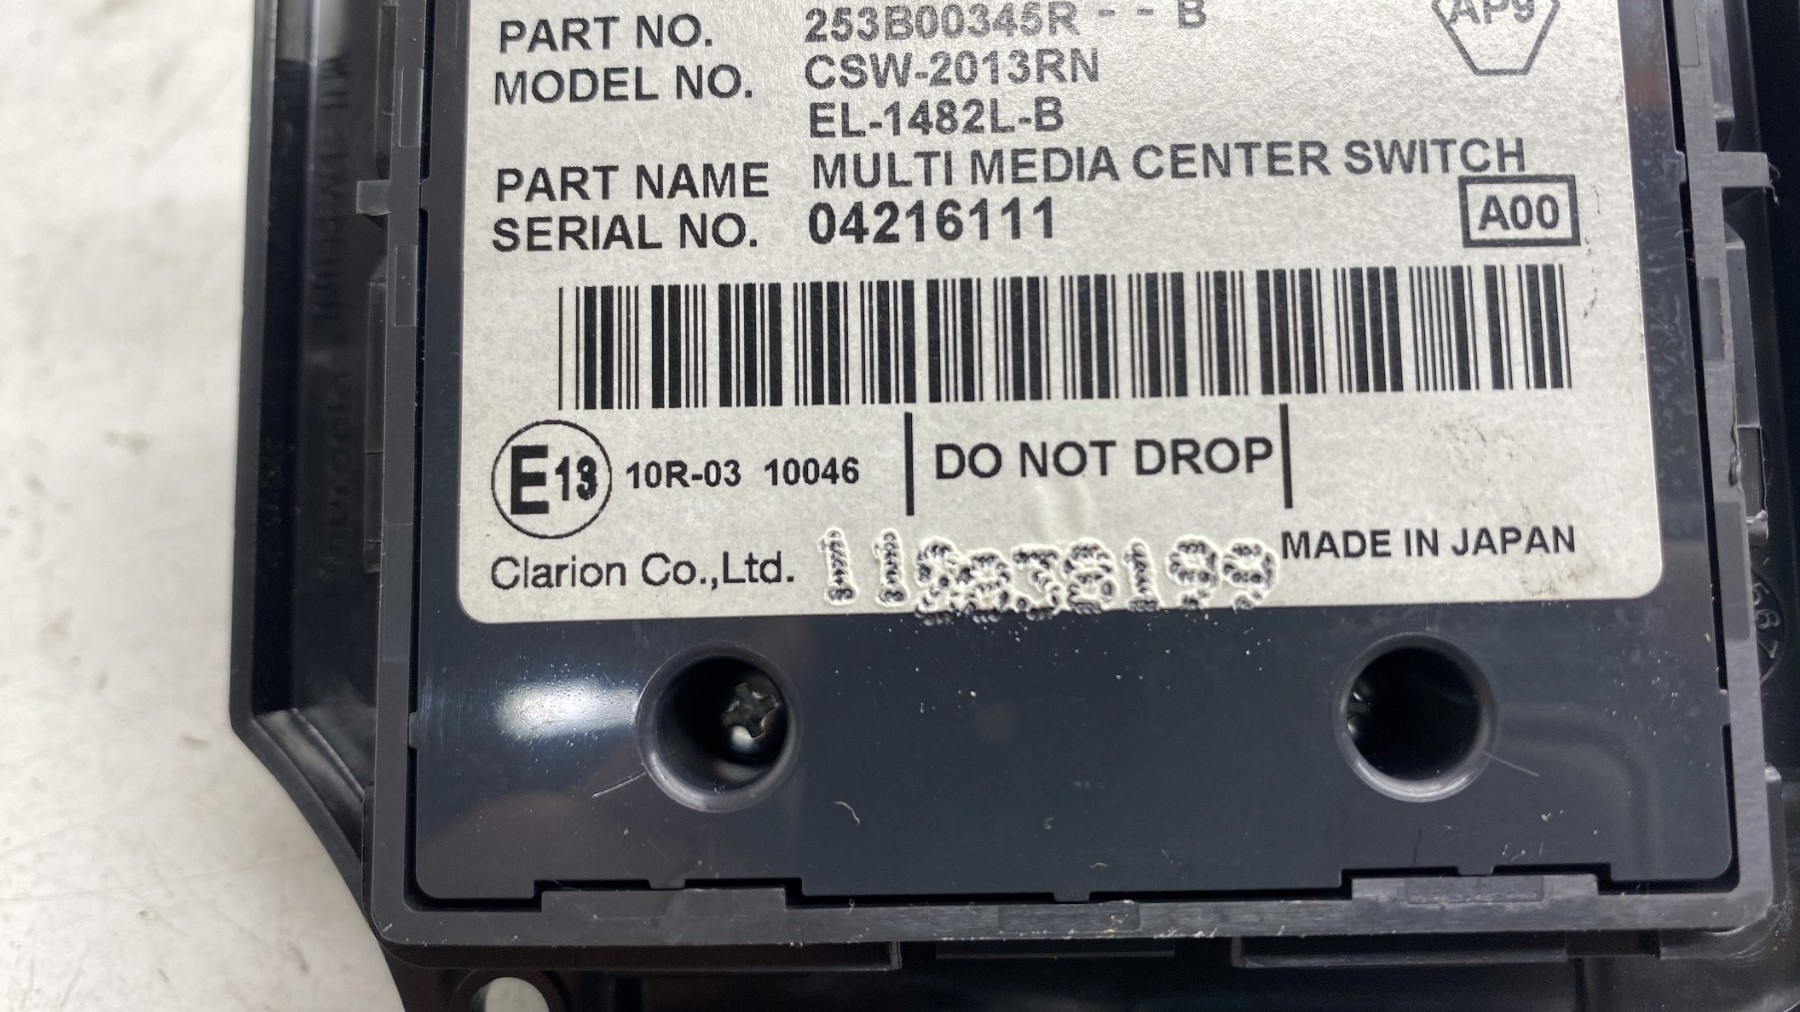 PART NO. 253B00345R - - B
AP9
MODEL NO. CSW-2013RN
EL-1482L-B
PART NAME MULTI MEDIA CENTER SWITCH
SERIAL NO. 04216111
A00
E13 10R-03 10046
DO NOT DROP
Clarion Co.,Ltd.
MADE IN JAPAN